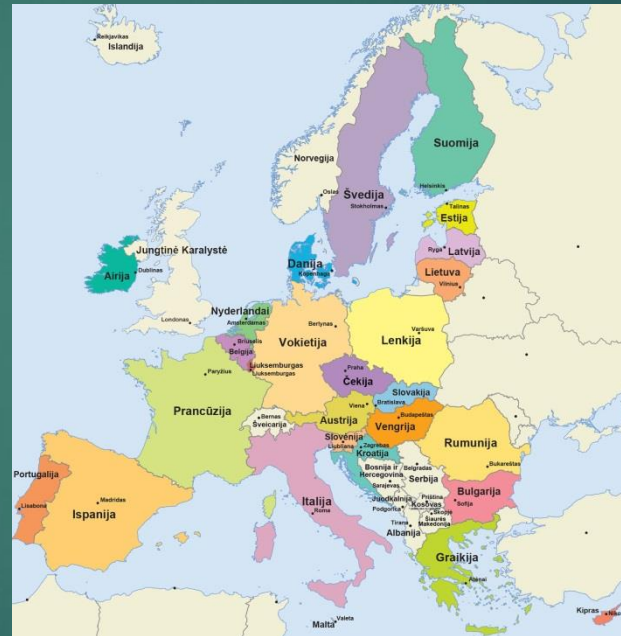 Reikjavikas
Islandija
Suomija
Norvegija
Helsinkis
Oslas
Švedija
Stokholmas
Talinas
Estija
Jungtinė Karalystė
Airija
Dublinas
Danija
Kopenhaga
Ryga
Latvija
Lietuva
Vilnius
Londonas
Nyderlandai
Amsterdamas
Berlynas
Vokietija
Varšuva
Lenkija
Briuselis
Belgija
Liuksemburgas
Liuksemburgas
Praha
Čekija
Paryžius
Prancūzija
Slovakija
Viena
Bratislava
Austrija
Budapeštas
Vengrija
Bernas
Šveicarija
Slovėnija
Liubliana
Zagrebas
Kroatija
Rumunija
Bukareštas
Bosnija ir
Hercegovina
Sarajevas
Belgradas
Serbija
Juodkalnija
Podgorica
Priština
Kosovas
Sofija
Bulgarija
Skopjė
Šiaurės
Makedonija
Tirana
Albanija
Italija
Roma
Portugalija
Lisabona
Madridas
Ispanija
Graikija
Atėnai
Malta
Valeta
Kipras